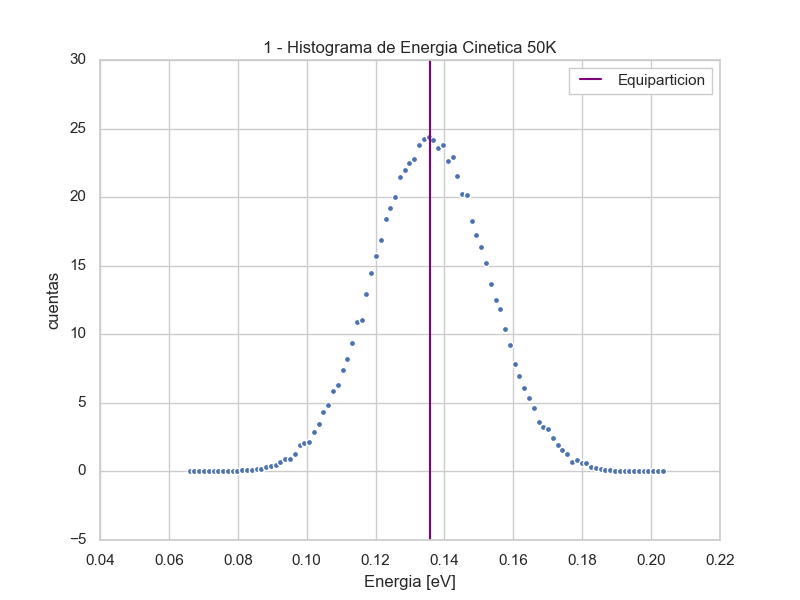 1 - Histograma de Energia Cinetica 50K
Equiparticion
30
25
20
15
10
5
0
−5
cuentas
0.04 0.06 0.08 0.10 0.12 0.14 0.16 0.18 0.20 0.22
Energia [eV]